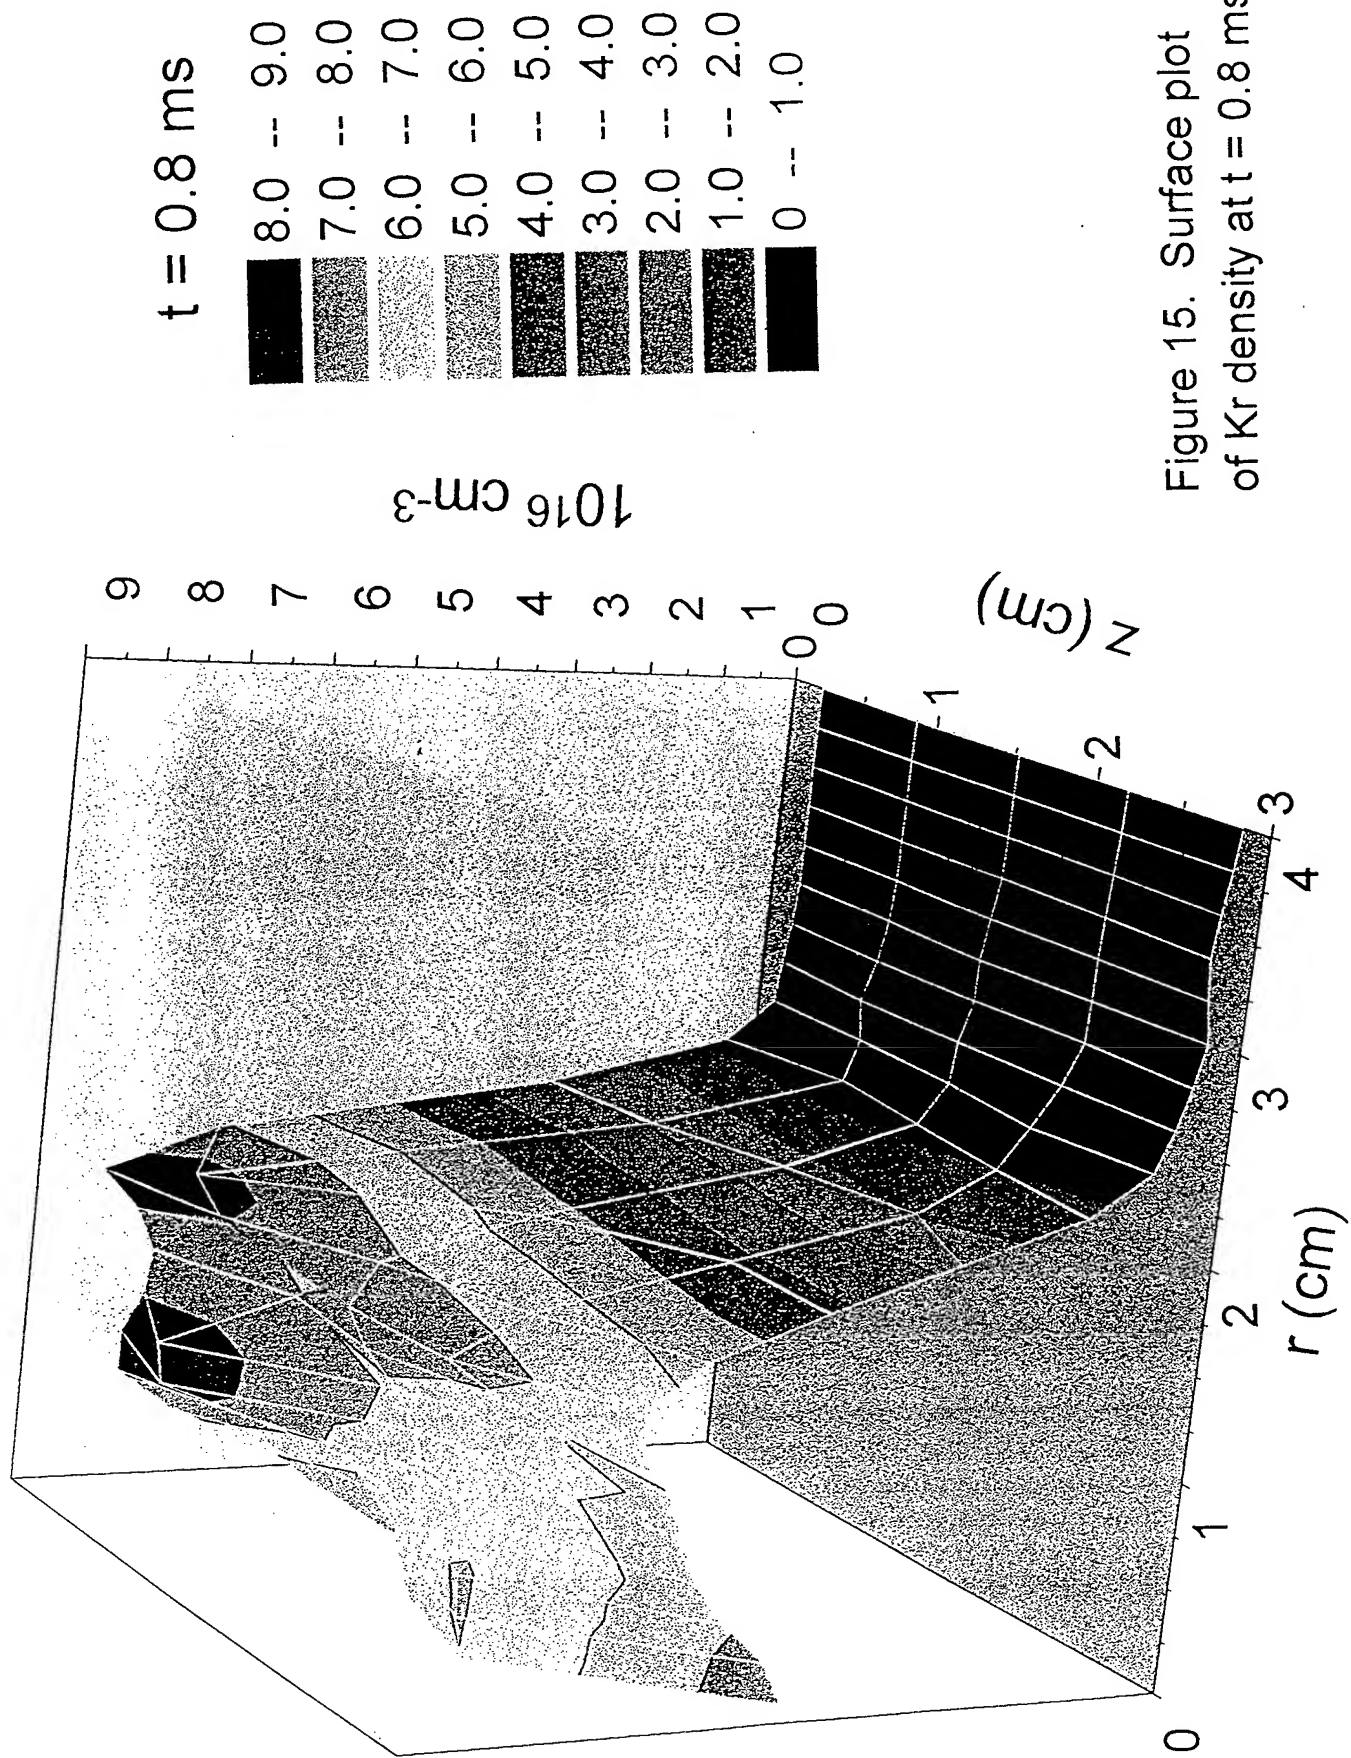 t = 0.8 ms
8.0 -- 9.0
7.0 -- 8.0
6.0 -- 7.0
5.0 -- 6.0
4.0 -- 5.0
3.0 -- 4.0
2.0 -- 3.0
1.0 -- 2.0
0 -- 1.0
10¹⁶ cm⁻³
9
8
7
6
5
4
3
2
1
0
0
1
2
3
z (cm)
0
1
2
3
4
r (cm)
Figure 15. Surface plot
of Kr density at t = 0.8 ms